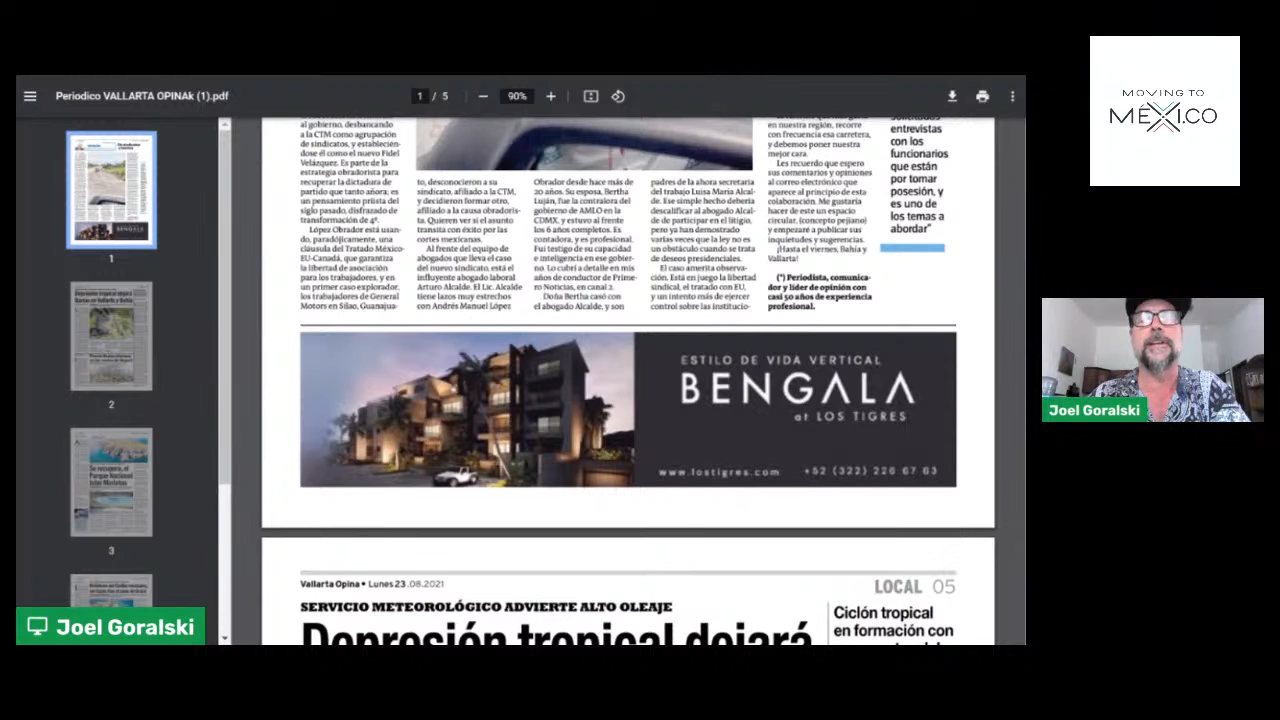 Periodico VALLARTA OPINAk (1).pdf
1 / 5
90%
MOVING TO
MÉXICO
1
2
3
al gobierno, desbancando
a la CTM como agrupación
de sindicatos, y establecién-
dose él como el nuevo Fidel
Velázquez. Es parte de la
estrategia obradorista para
recuperar la dictadura de
partido que tanto añora; es
un pensamiento priista del
siglo pasado, disfrazado de
transformación de 4ª.
López Obrador está usan-
do, paradójicamente, una
cláusula del Tratado México-
EU-Canadá, que garantiza
la libertad de asociación
para los trabajadores, y en
un primer caso explorador,
los trabajadores de General
Motors en Silao, Guanajua-
to, desconocieron a su
sindicato, afiliado a la CTM,
y decidieron formar otro,
afiliado a la causa obradoris-
ta. Quieren ver si el asunto
transita con éxito por las
cortes mexicanas.
Al frente del equipo de
abogados que lleva el caso
del nuevo sindicato, está el
influyente abogado laboral
Arturo Alcalde. El Lic. Alcalde
tiene lazos muy estrechos
con Andrés Manuel López
Obrador desde hace más de
20 años. Su esposa, Bertha
Luján, fue la contralora del
gobierno de AMLO en la
CDMX, y estuvo al frente
los 6 años completos. Es
contadora, y es profesional.
Fui testigo de su capacidad
e inteligencia en ese gobier-
no. Lo cubrí a detalle en mis
años de conductor de Prime-
ro Noticias, en canal 2.
Doña Bertha casó con
el abogado Alcalde, y son
padres de la ahora secretaria
del trabajo Luisa María Alcal-
de. Ese simple hecho debería
descalificar al abogado Alcal-
de de participar en el litigio,
pero ya han demostrado
varias veces que la ley no es
un obstáculo cuando se trata
de deseos presidenciales.
El caso amerita observa-
ción. Está en juego la libertad
sindical, el tratado con EU,
y un intento más de ejercer
control sobre las institucio-
en nuestra región, recorre
con frecuencia esa carretera,
y debemos poner nuestra
mejor cara.
Les recuerdo que espero
sus comentarios y opiniones
al correo electrónico que
aparece al principio de esta
colaboración. Me gustaría
hacer de este un espacio
circular, (concepto pejiano)
y empezaré a publicar sus
inquietudes y sugerencias.
¡Hasta el viernes, Bahía y
Vallarta!
(*) Periodista, comunica-
dor y líder de opinión con
casi 50 años de experiencia
profesional.
entrevistas
con los
funcionarios
que están
por tomar
posesión, y
es uno de
los temas a
abordar"
ESTILO DE VIDA VERTICAL
BENGALA
at LOS TIGRES
www.lostigres.com +52 (322) 226 67 63
Vallarta Opina • Lunes 23 .08.2021
LOCAL 05
SERVICIO METEOROLÓGICO ADVIERTE ALTO OLEAJE
Depresión tropical dejará
Ciclón tropical
en formación con
Joel Goralski
Joel Goralski